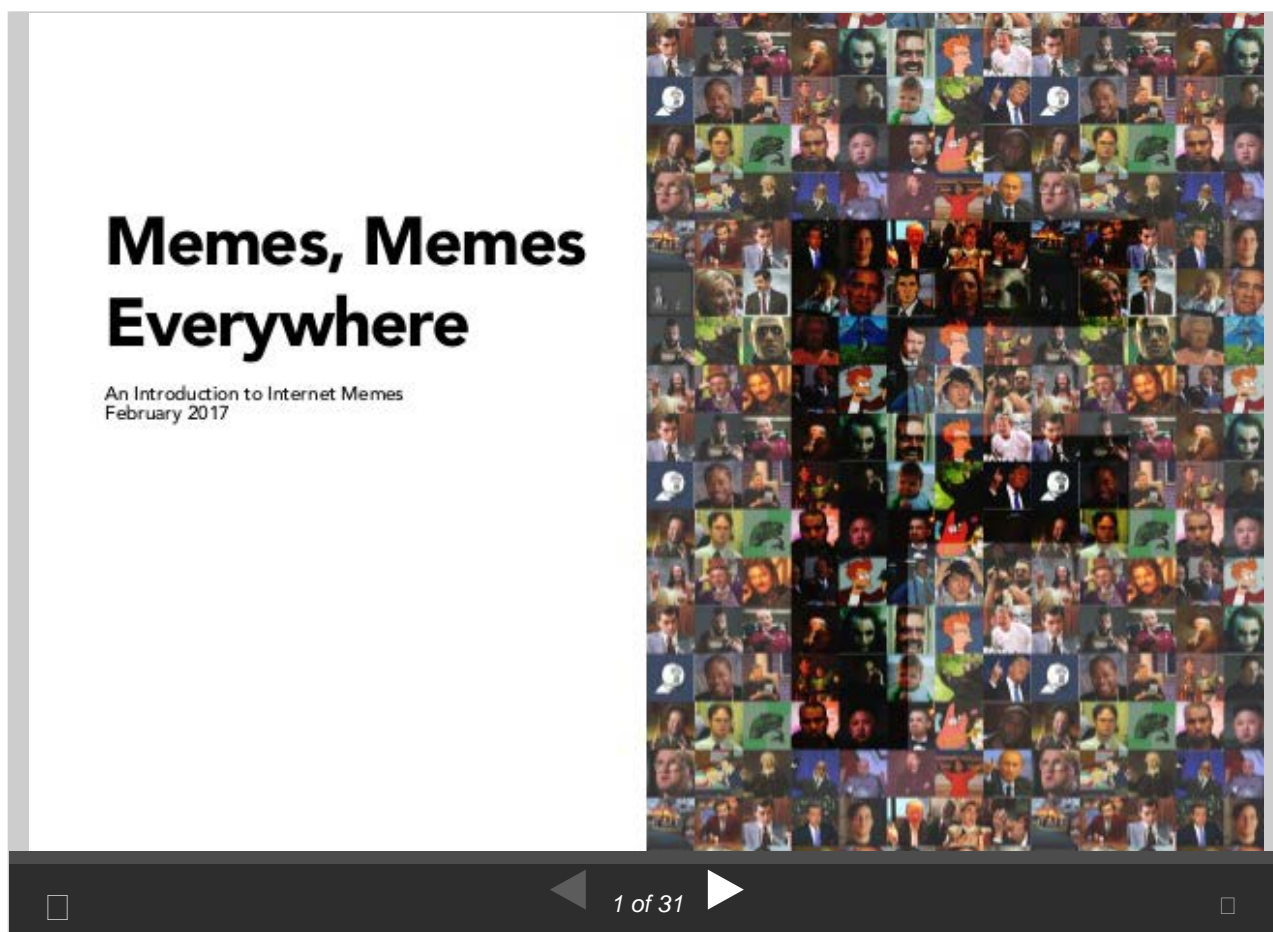 Memes, Memes
Everywhere
An Introduction to Internet Memes
February 2017
1 of 31